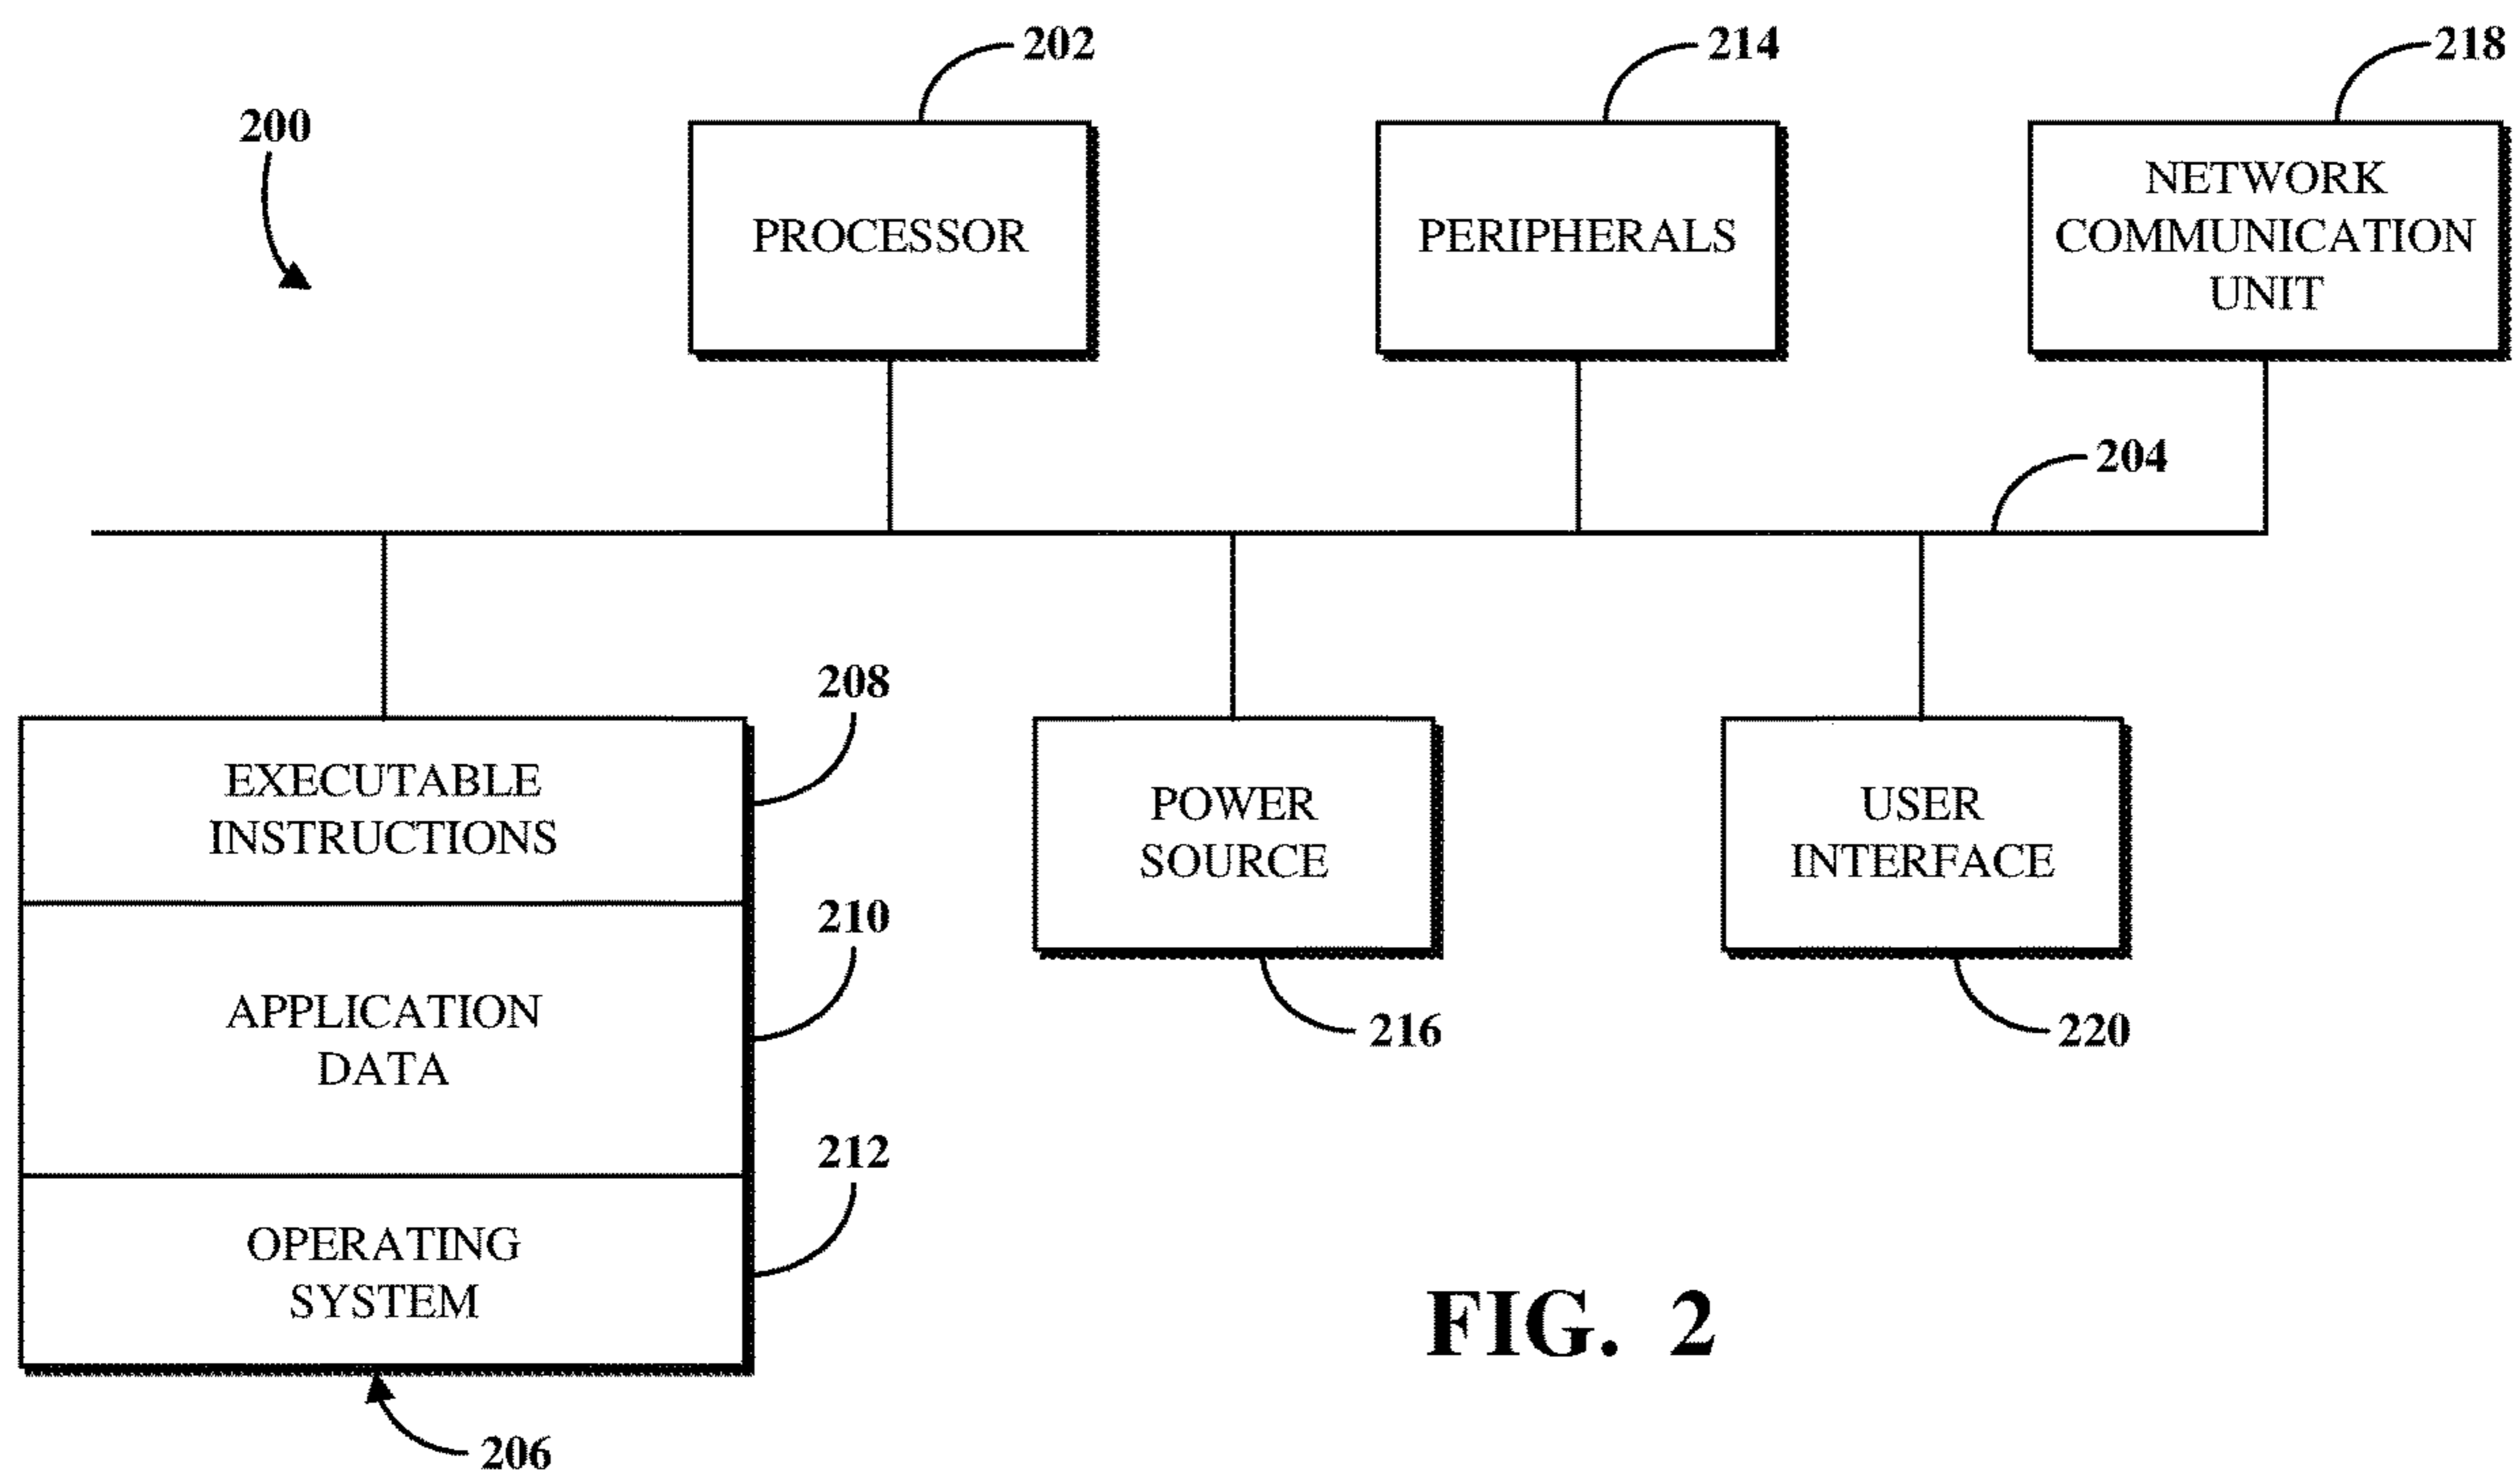 202
214
218
200
PROCESSOR
PERIPHERALS
NETWORK
COMMUNICATION
UNIT
204
208
EXECUTABLE
INSTRUCTIONS
POWER
SOURCE
USER
INTERFACE
210
APPLICATION
DATA
216
220
212
OPERATING
SYSTEM
FIG. 2
206